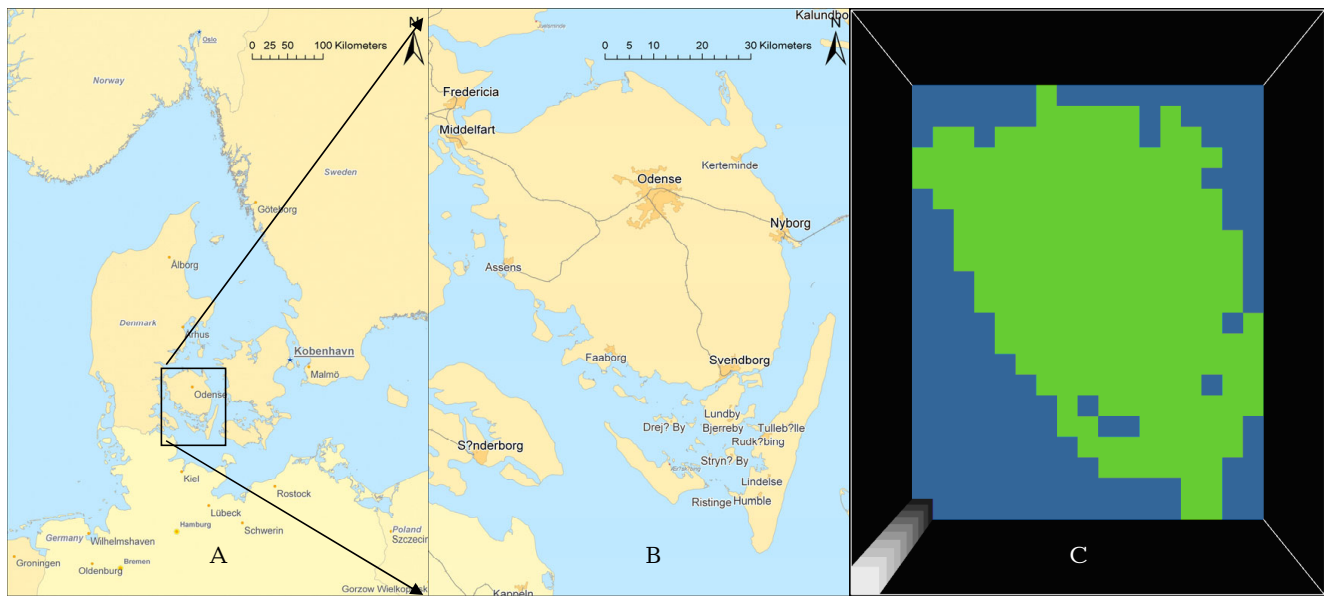 N
Oslo
0 25 50 100 Kilometers
Norway
Sweden
Göteborg
Ålborg
Denmark
Århus
Kobenhavn
Malmö
Odense
Kiel
Rostock
Lübeck
Hamburg
Schwerin
Poland
Szczecin
Germany
Wilhelmshaven
Groningen
Oldenburg
Bremen
Gorzow Wielkopolsk
A
Kalundbo
N
0 5 10 20 30 Kilometers
Fredericia
Middelfart
Kerteminde
Odense
Nyborg
Assens
Faaborg
Svendborg
Lundby
Drej? By
Bjerreby
Tulleb?lle
Rudk?bing
S?nderborg
Stryn? By
Lindelse
Ristinge
Humble
Kappeln
B
C